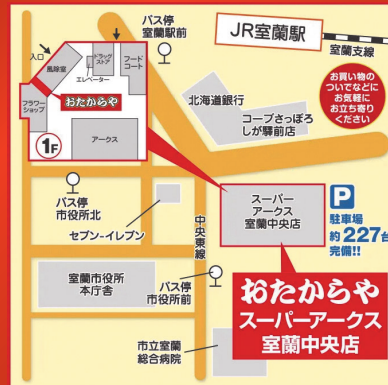 バス停
室蘭駅前
JR室蘭駅
室蘭支線
入口
風除室
ドラッグ
ストア
フード
コート
エレベーター
おたからや
フラワー
ショップ
アークス
1F
北海道銀行
コープさっぽろ
しが驛前店
お買い物の
ついでなどに
お気軽に
お立ち寄り
ください
バス停
市役所北
セブン-イレブン
中央東線
スーパー
アークス
室蘭中央店
P
駐車場
約227台
完備!!
室蘭市役所
本庁舎
バス停
市役所前
おたからや
スーパーアークス
室蘭中央店
市立室蘭
総合病院